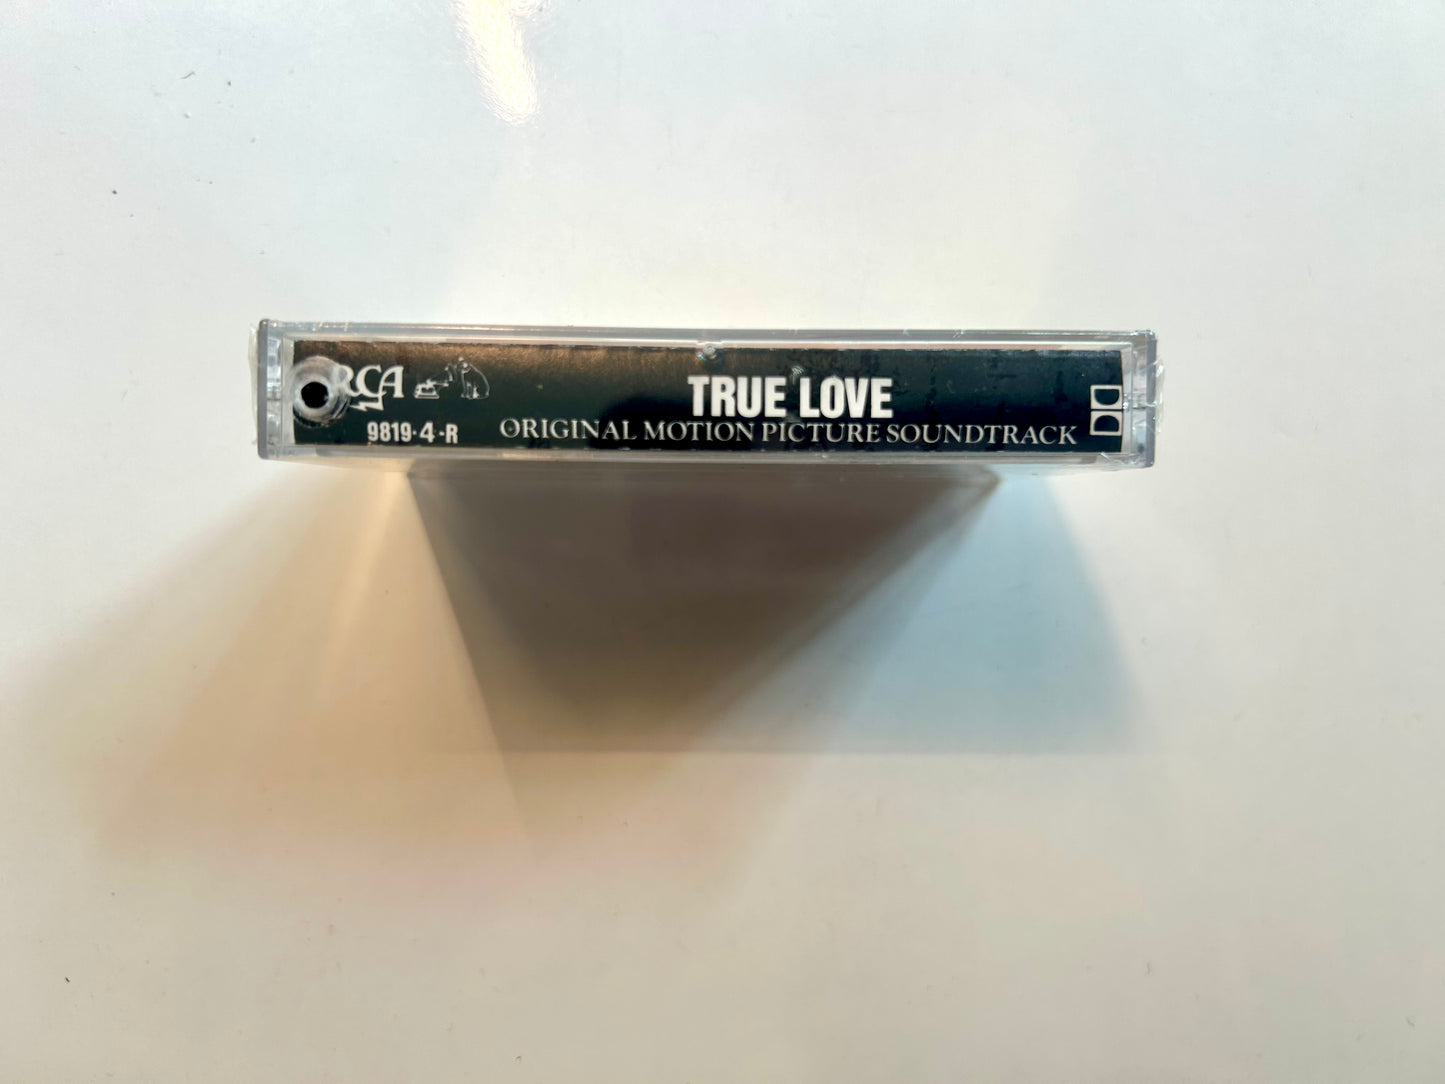 RCA
TRUE LOVE
9819-4-R
ORIGINAL MOTION PICTURE SOUNDTRACK